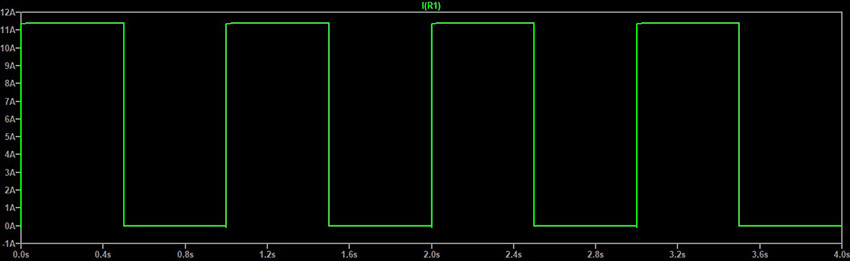 I(R1)
12A
11A
10A
9A
8A
7A
6A
5A
4A
3A
2A
1A
0A
-1A
0.0s 0.4s 0.8s 1.2s 1.6s 2.0s 2.4s 2.8s 3.2s 3.6s 4.0s